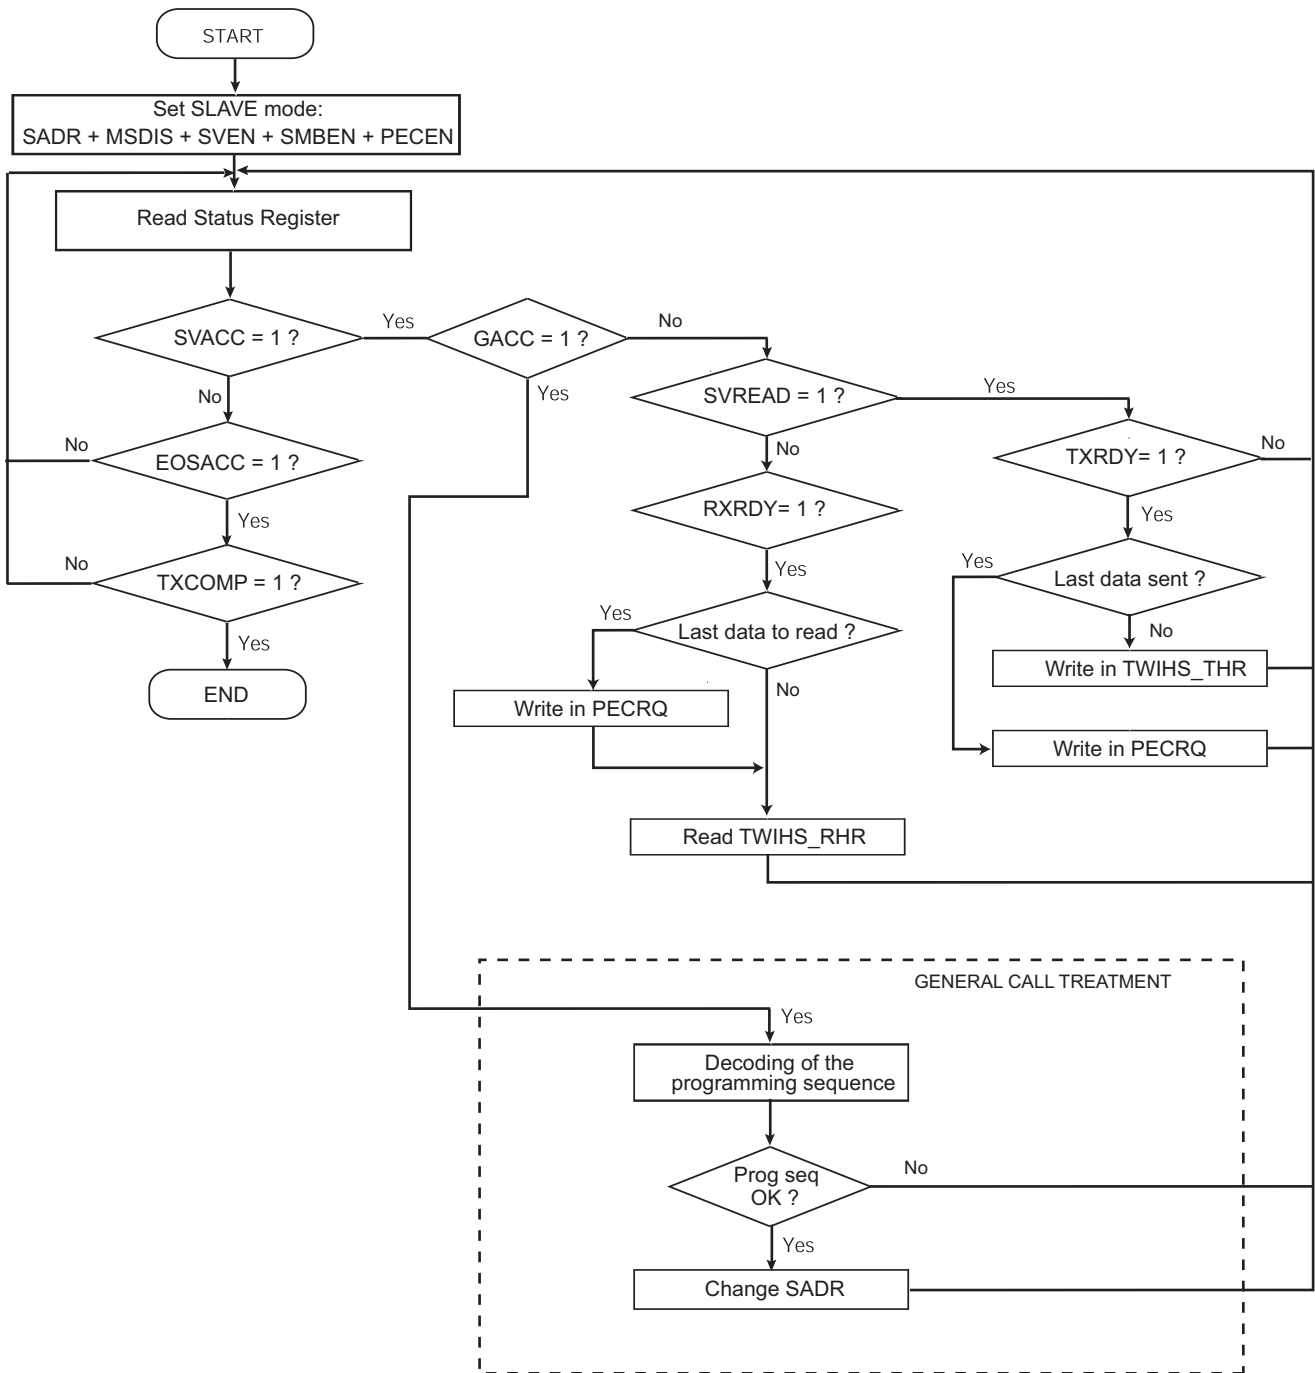 START
Set SLAVE mode:
SADR + MSDIS + SVEN + SMBEN + PECEN
Read Status Register
SVACC = 1 ?
Yes
GACC = 1 ?
No
SVREAD = 1 ?
Yes
No
Yes
EOSACC = 1 ?
No
No
TXRDY= 1 ?
No
RXRDY= 1 ?
Yes
Yes
TXCOMP = 1 ?
No
Yes
Yes
Last data sent ?
Yes
Last data to read ?
No
Yes
Write in TWIHS_THR
END
No
Write in PECRQ
Write in PECRQ
Read TWIHS_RHR
GENERAL CALL TREATMENT
Yes
Decoding of the
programming sequence
Prog seq
OK ?
No
Yes
Change SADR